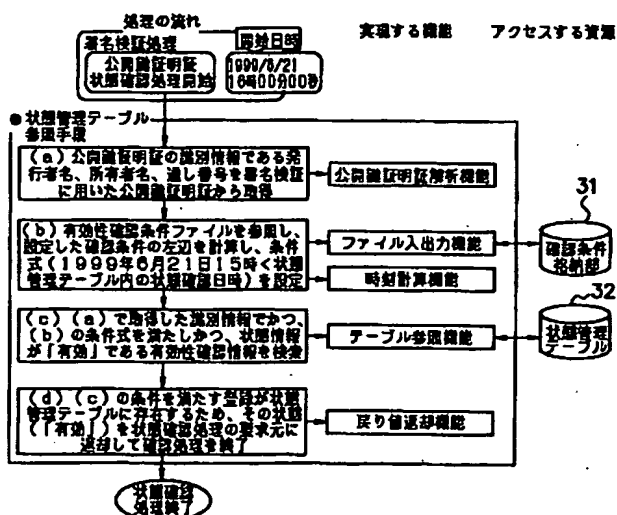 処理の流れ
実現する機能
アクセスする資源
署名検証処理
開始日時
公開鍵証明証
状態確認処理開始
1999/6/21
16時00分00秒
●状態管理テーブル
参照手段
(a)公開鍵証明証の識別情報である発
行者名、所有者名、通し番号を署名検証
に用いた公開鍵証明証から取得
公開鍵証明証解析機能
(b)有効性確認条件ファイルを参照し、
設定した確認条件の左辺を計算し、条件
式(1999年6月21日15時<状態
管理テーブル内の状態確認日時)を設定
ファイル入出力機能
時刻計算機能
31
確認条件
格納部
(c)(a)で取得した識別情報でかつ、
(b)の条件式を満たしかつ、状態情報
が「有効」である有効性確認情報を検索
テーブル参照機能
32
状態管理
テーブル
(d)(c)の条件を満たす登録が状態
管理テーブルに存在するため、その状態
(「有効」)を状態確認処理の要求元に
返却して確認処理を終了
戻り値返却機能
状態確認
処理終了